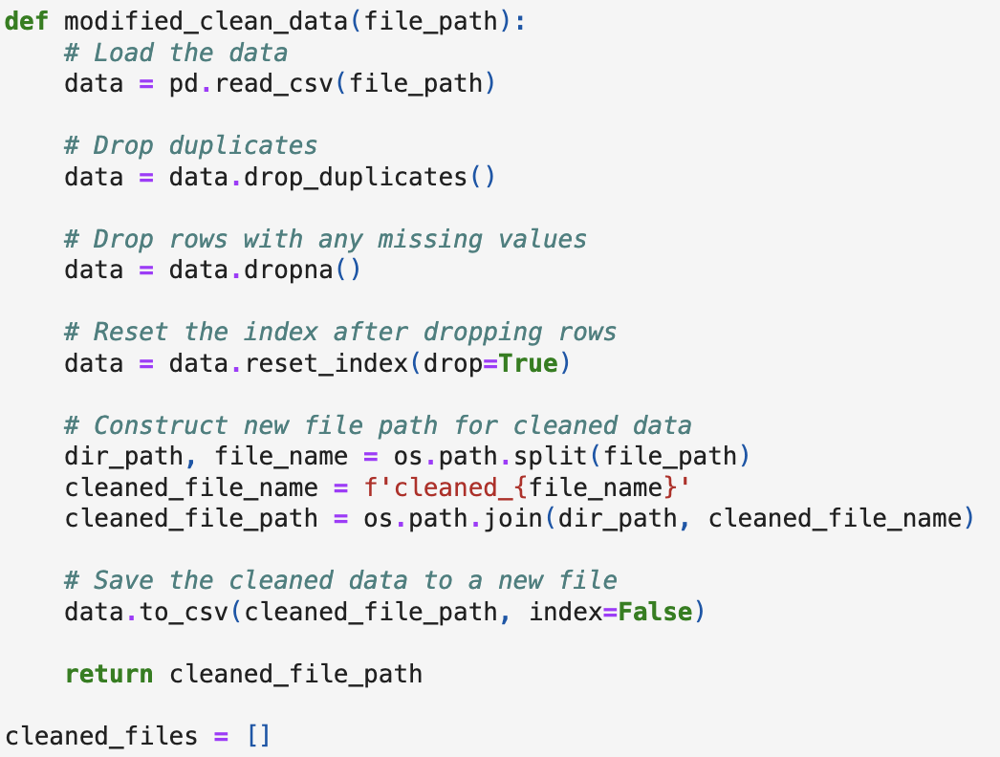 def modified_clean_data(file_path):
    # Load the data
    data = pd.read_csv(file_path)

    # Drop duplicates
    data = data.drop_duplicates()

    # Drop rows with any missing values
    data = data.dropna()

    # Reset the index after dropping rows
    data = data.reset_index(drop=True)

    # Construct new file path for cleaned data
    dir_path, file_name = os.path.split(file_path)
    cleaned_file_name = f'cleaned_{file_name}'
    cleaned_file_path = os.path.join(dir_path, cleaned_file_name)

    # Save the cleaned data to a new file
    data.to_csv(cleaned_file_path, index=False)

    return cleaned_file_path

cleaned_files = []